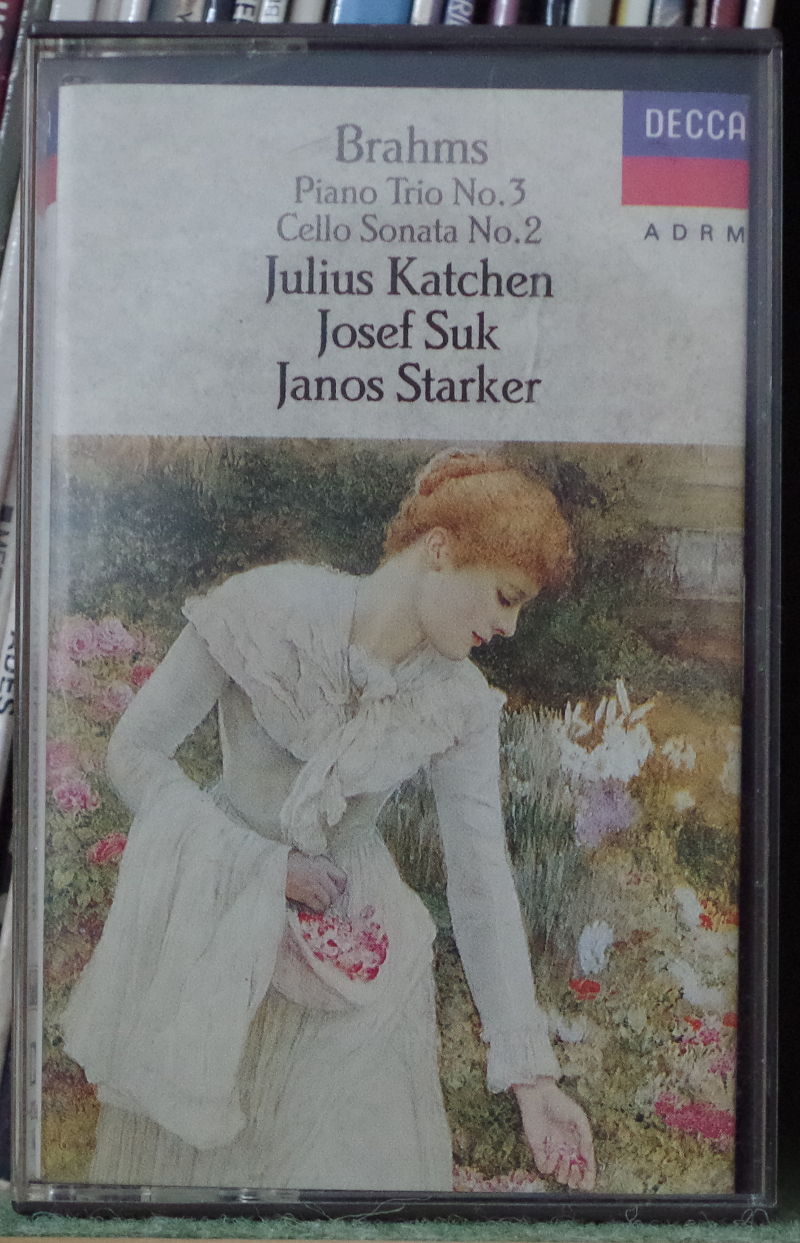 Brahms
Piano Trio No.3
Cello Sonata No.2
Julius Katchen
Josef Suk
Janos Starker
DECCA
ADRM